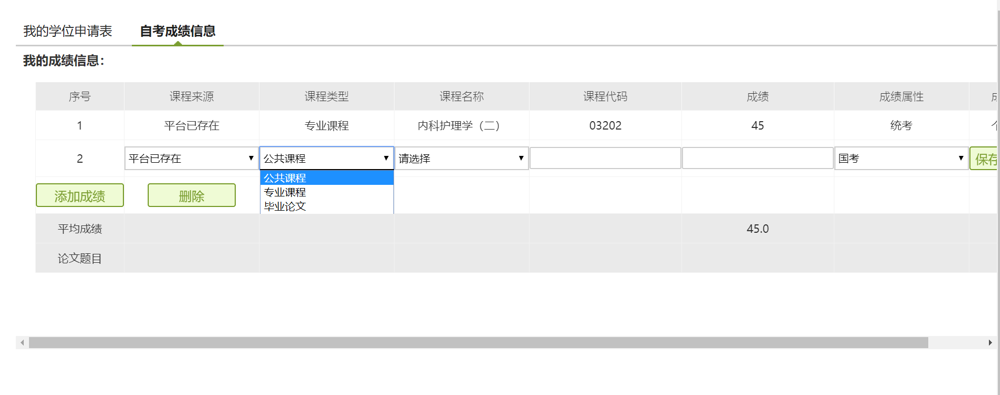 我的学位申请表 自考成绩信息
我的成绩信息：
序号 课程来源 课程类型 课程名称 课程代码 成绩 成绩属性
1 平台已存在 专业课程 内科护理学（二） 03202 45 统考
2 平台已存在 公共课程 请选择 国考 保存
公共课程
专业课程
毕业论文
添加成绩 删除
平均成绩 45.0
论文题目